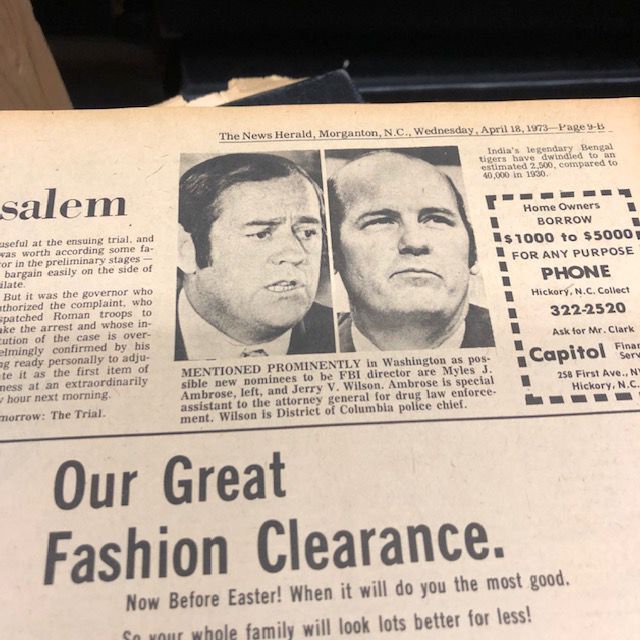 The News Herald, Morganton, N.C., Wednesday, April 18, 1973—Page 9-B
salem
useful at the ensuing trial, and
was worth according some fa-
or in the preliminary stages —
bargain easily on the side of
ilate.
But it was the governor who
thorized the complaint, who
spatched Roman troops to
ke the arrest and whose in-
ution of the case is over-
elmingly confirmed by his
ng ready personally to adju-
te it as the first item of
ness at an extraordinarily
y hour next morning.
morrow: The Trial.
MENTIONED PROMINENTLY in Washington as pos-
sible new nominees to be FBI director are Myles J.
Ambrose, left, and Jerry V. Wilson. Ambrose is special
assistant to the attorney general for drug law enforce-
ment. Wilson is District of Columbia police chief.
India's legendary Bengal
tigers have dwindled to an
estimated 2,500, compared to
40,000 in 1930.
Home Owners
BORROW
$1000 to $5000
FOR ANY PURPOSE
PHONE
Hickory, N.C. Collect
322-2520
Ask for Mr. Clark
Capitol Finan
Serv
258 First Ave., N
Hickory, N.C.
Our Great
Fashion Clearance.
Now Before Easter! When it will do you the most good.
So your whole family will look lots better for less!